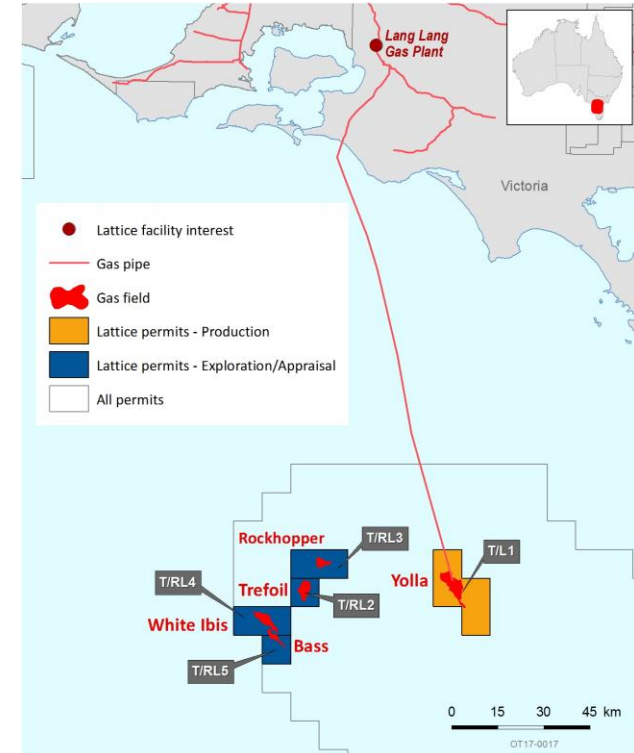 Lang Lang
Gas Plant
Victoria
Lattice facility interest
Gas pipe
Gas field
Lattice permits - Production
Lattice permits - Exploration/Appraisal
All permits
Rockhopper
T/RL3
T/L1
Yolla
T/RL4
Trefoil
T/RL2
White Ibis
Bass
T/RL5
0 15 30 45 km
OT17-0017